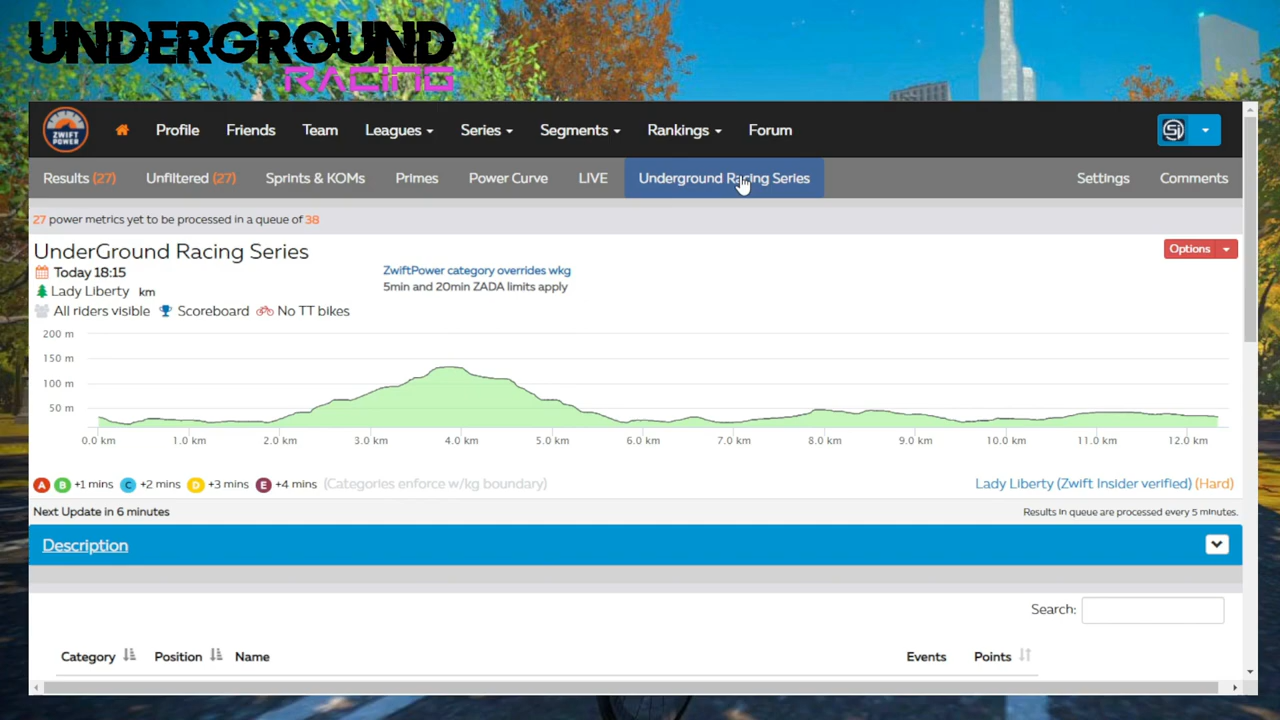 UNDERGROUND
RACING
ZWIFT
POWER
Profile
Friends
Team
Leagues
Series
Segments
Rankings
Forum
Results (27)
Unfiltered (27)
Sprints & KOMs
Primes
Power Curve
LIVE
Underground Racing Series
Settings
Comments
27 power metrics yet to be processed in a queue of 38
UnderGround Racing Series
Options
Today 18:15
ZwiftPower category overrides wkg
Lady Liberty km
5min and 20min ZADA limits apply
All riders visible Scoreboard No TT bikes
200 m
150 m
100 m
50 m
0.0 km 1.0 km 2.0 km 3.0 km 4.0 km 5.0 km 6.0 km 7.0 km 8.0 km 9.0 km 10.0 km 11.0 km 12.0 km
A B +1 mins C +2 mins D +3 mins E +4 mins (Categories enforce w/kg boundary)
Lady Liberty (Zwift Insider verified) (Hard)
Next Update in 6 minutes
Results in queue are processed every 5 minutes.
Description
Search:
Category Position Name Events Points